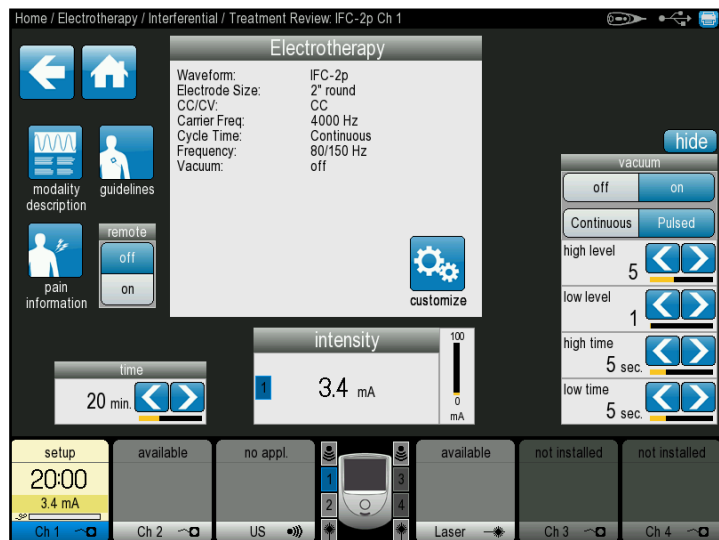 Home / Electrotherapy / Interferential / Treatment Review: IFC-2p Ch 1
Electrotherapy
Waveform: IFC-2p
Electrode Size: 2" round
CC/CV: CC
Carrier Freq: 4000 Hz
Cycle Time: Continuous
Frequency: 80/150 Hz
Vacuum: off
customize
modality
description
guidelines
pain
information
remote
off
on
hide
vacuum
off on
Continuous Pulsed
high level
5
low level
1
high time
5 sec.
low time
5 sec.
time
20 min.
intensity
1 3.4 mA
100
0
mA
setup
20:00
3.4 mA
Ch 1
available
Ch 2
no appl.
US
1
2
3
4
available
Laser
not installed
Ch 3
not installed
Ch 4